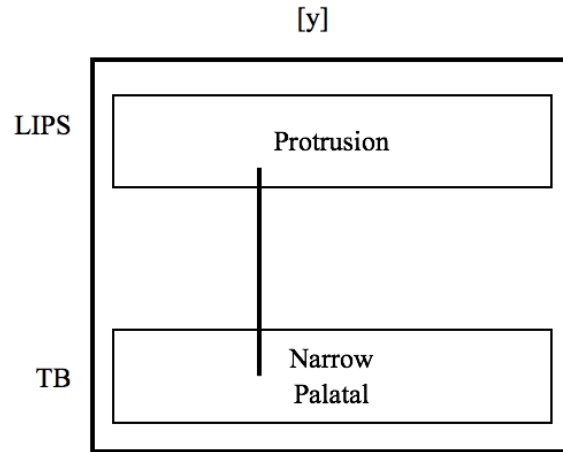 [y]
LIPS
Protrusion
TB
Narrow
Palatal